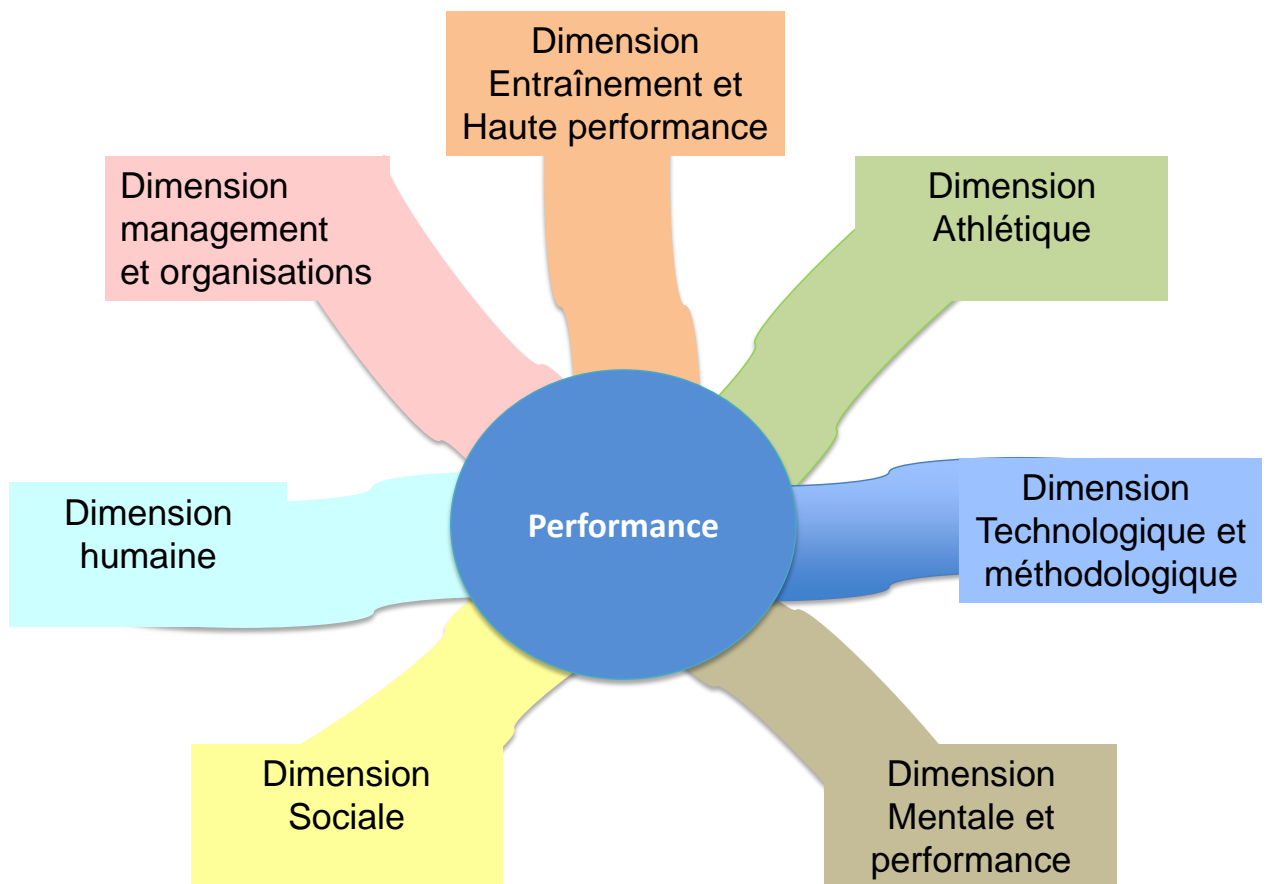 Dimension
Entraînement et
Haute performance
Dimension
management
et organisations
Dimension
Athlétique
Dimension
humaine
Performance
Dimension
Technologique et
méthodologique
Dimension
Sociale
Dimension
Mentale et
performance